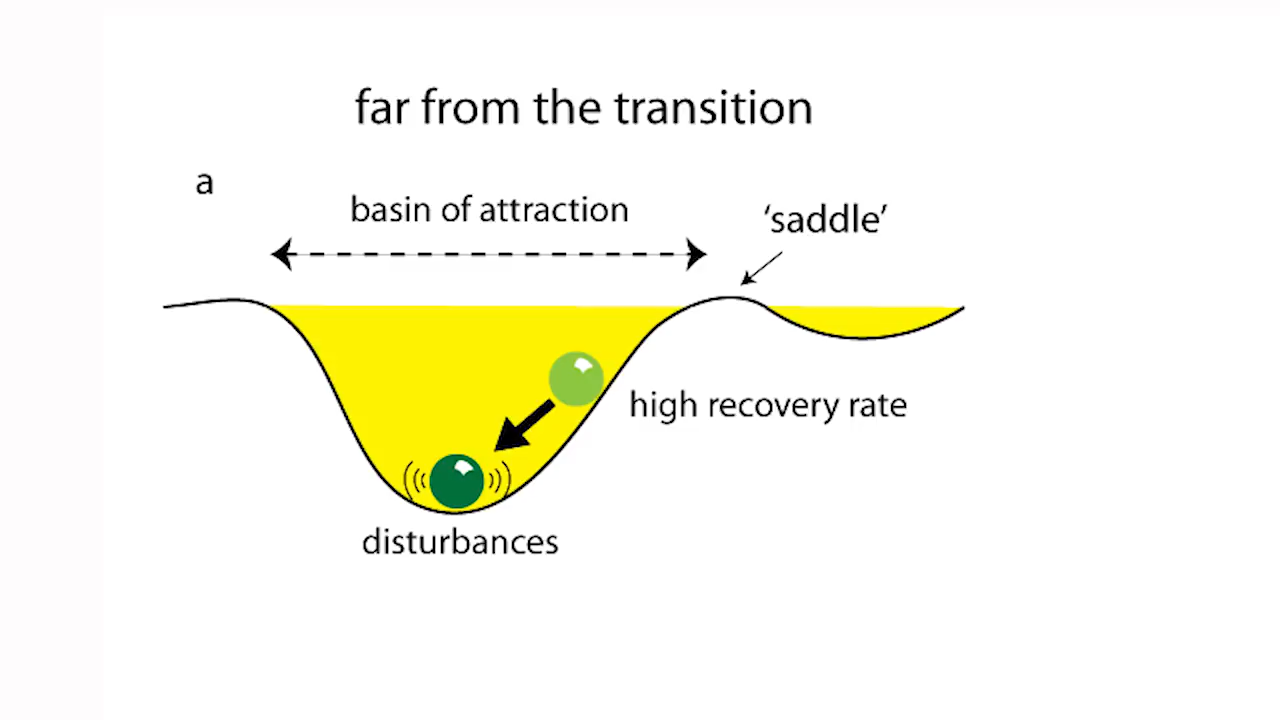 far from the transition
a
basin of attraction
‘saddle’
high recovery rate
disturbances